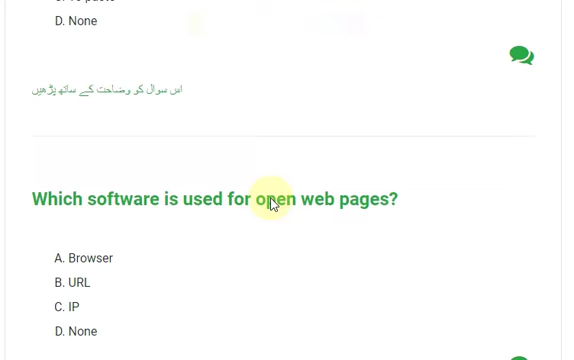 D. None
اس سوال کو وضاحت کے ساتھ پڑھیں
Which software is used for open web pages?
A. Browser
B. URL
C. IP
D. None